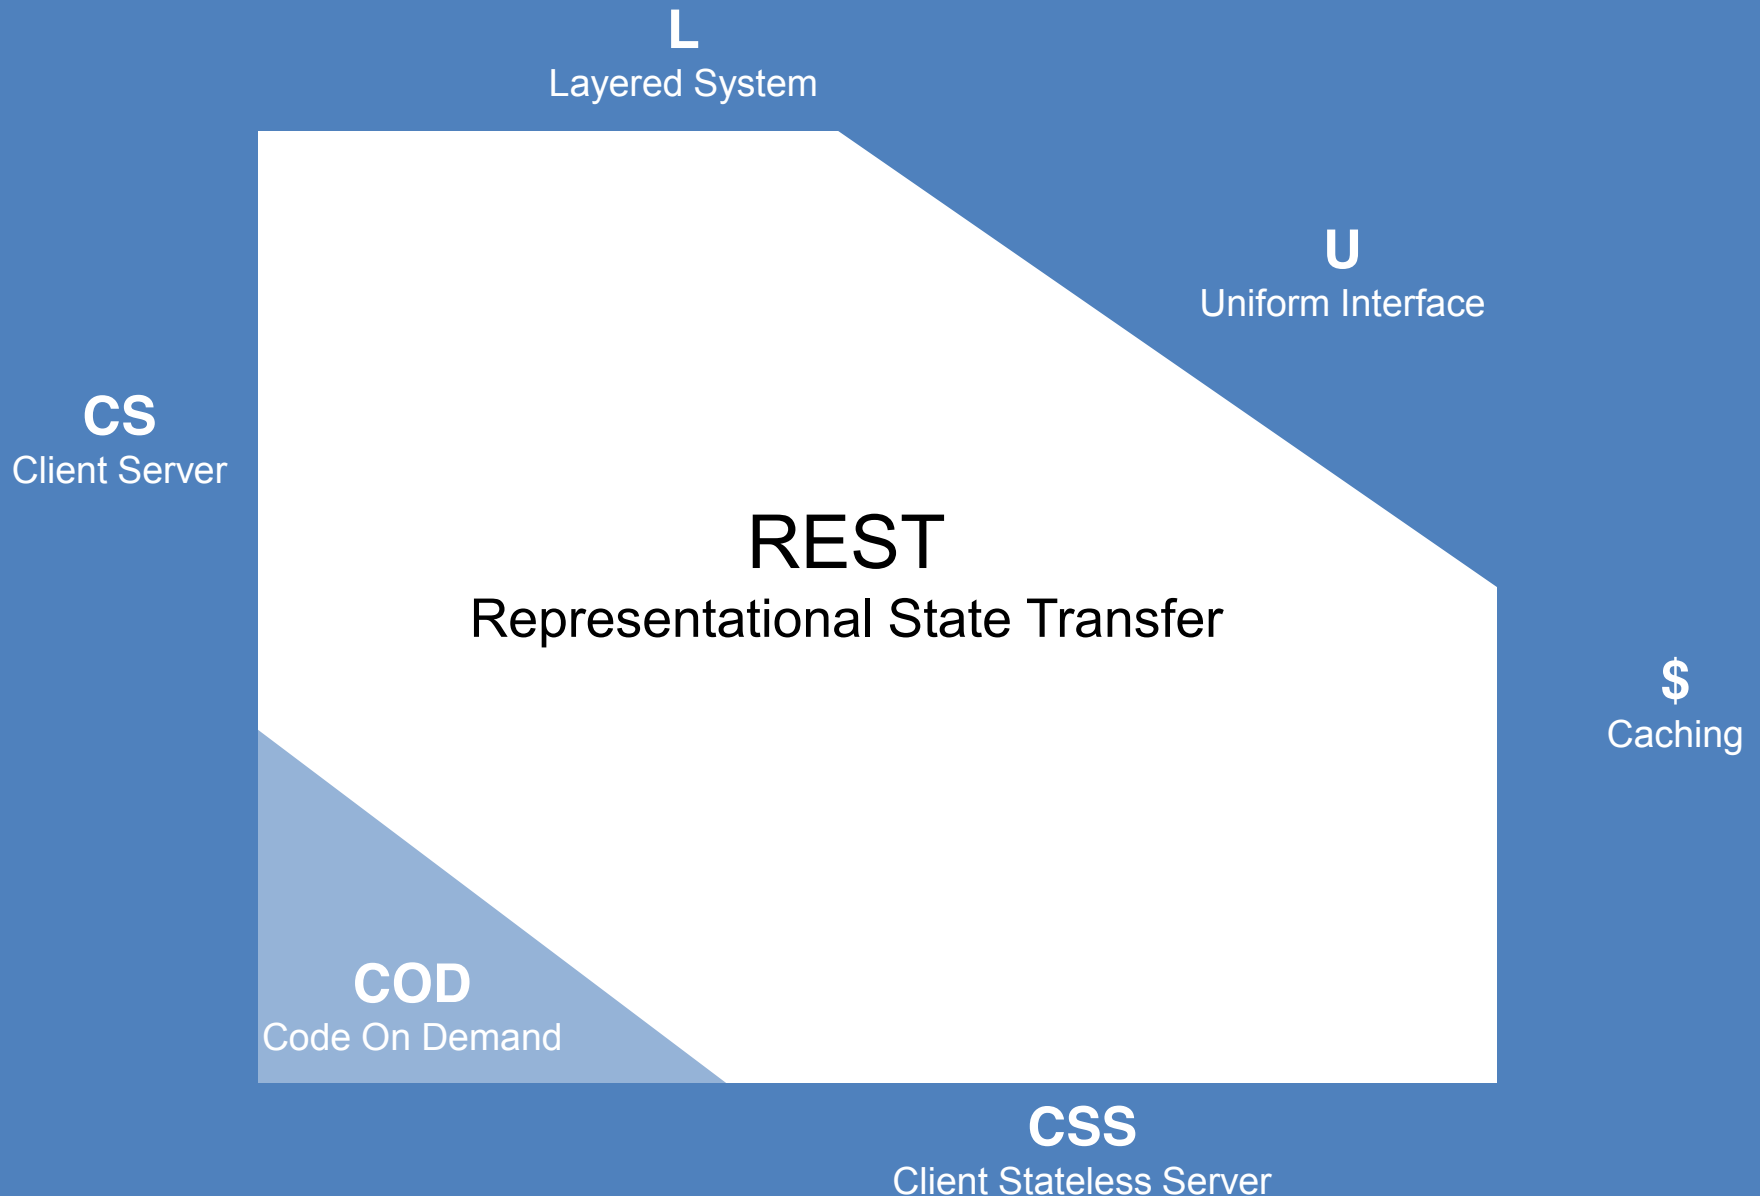 L
Layered System
U
Uniform Interface
CS
Client Server
REST
Representational State Transfer
$
Caching
COD
Code On Demand
CSS
Client Stateless Server